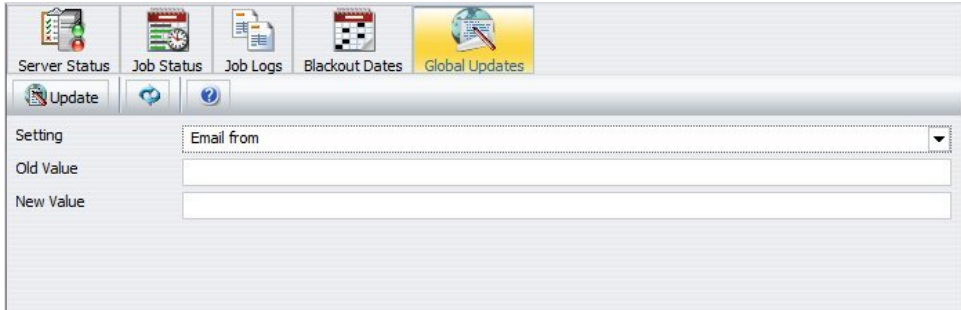 Server Status Job Status Job Logs Blackout Dates Global Updates
Update
Setting Email from
Old Value
New Value